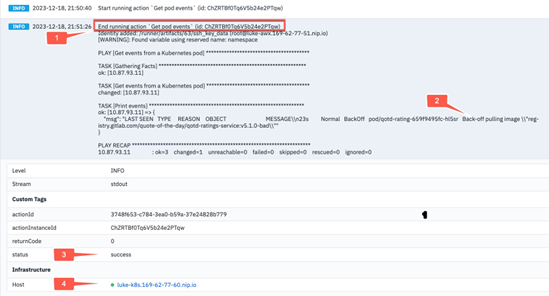 INFO 2023-12-18, 21:50:40 Start running action `Get pod events` (id: ChZRTBf0Tq6V5b24e2PTqw)
INFO 2023-12-18, 21:51:26 End running action `Get pod events` (id: ChZRTBf0Tq6V5b24e2PTqw)
1
Identity added: /runner/artifacts/63/ssh_key_data (root@luke-awx.169-62-77-51.nip.io)
[WARNING]: Found variable using reserved name: namespace
PLAY [Get events from a Kubernetes pod] ****************************************
TASK [Gathering Facts] *********************************************************
ok: [10.87.93.11]
TASK [Get events from a Kubernetes pod] ****************************************
changed: [10.87.93.11]
2
TASK [Print events] ************************************************************
ok: [10.87.93.11] => {
"msg": "LAST SEEN TYPE REASON OBJECT MESSAGE\\n23s Normal BackOff pod/qotd-rating-659f9495fc-hl5sr Back-off pulling image \\"reg-
istry.gitlab.com/quote-of-the-day/qotd-ratings-service:v5.1.0-bad\\""
}
PLAY RECAP *********************************************************************
10.87.93.11 : ok=3 changed=1 unreachable=0 failed=0 skipped=0 rescued=0 ignored=0
Level INFO
Stream stdout
Custom Tags
actionId 3748f653-c784-3ea0-b59a-37e24828b779
actionInstanceId ChZRTBf0Tq6V5b24e2PTqw
returnCode 0
status 3 success
Infrastructure
Host 4 luke-k8s.169-62-77-60.nip.io